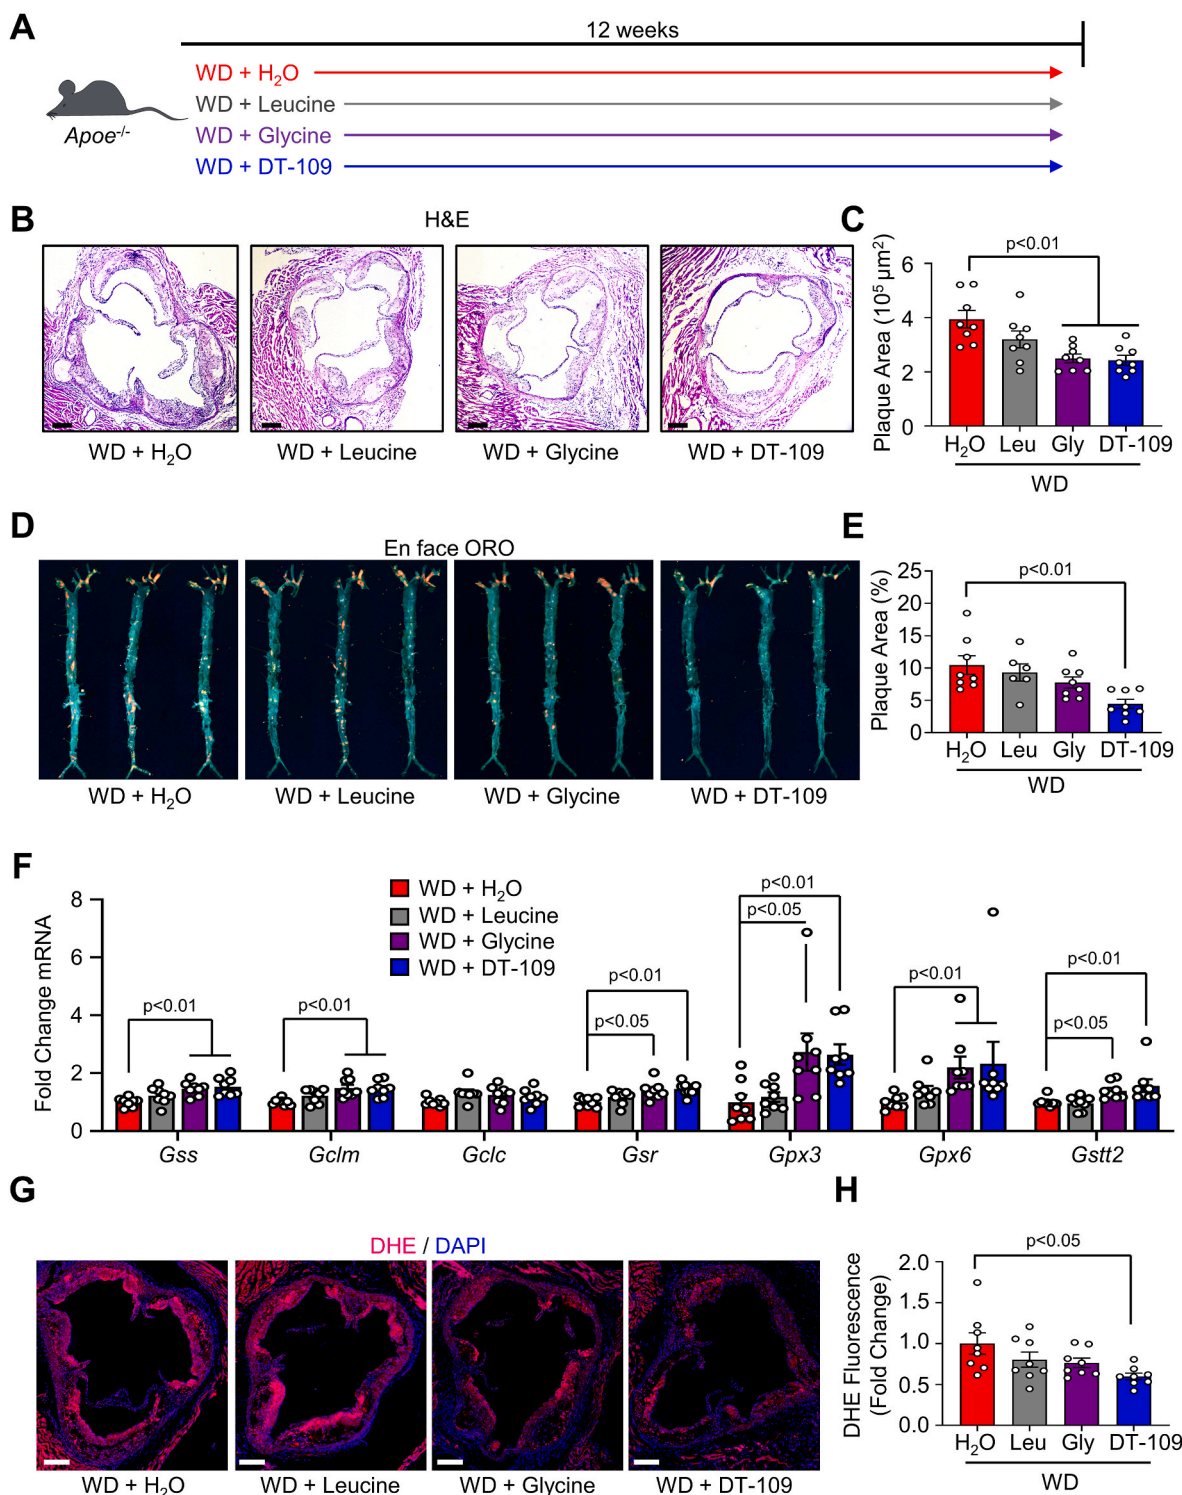 A
12 weeks
WD + H₂O
WD + Leucine
WD + Glycine
WD + DT-109
Apoe⁻/⁻
B
H&E
WD + H₂O
WD + Leucine
WD + Glycine
WD + DT-109
C
p<0.01
Plaque Area (10⁵ µm²)
6
4
2
0
H₂O Leu Gly DT-109
WD
D
En face ORO
WD + H₂O
WD + Leucine
WD + Glycine
WD + DT-109
E
p<0.01
Plaque Area (%)
25
20
15
10
5
0
H₂O Leu Gly DT-109
WD
F
WD + H₂O
WD + Leucine
WD + Glycine
WD + DT-109
Fold Change mRNA
8
6
4
2
0
p<0.01
p<0.01
p<0.01
p<0.05
p<0.01
p<0.05
p<0.01
p<0.01
p<0.05
Gss Gclm Gclc Gsr Gpx3 Gpx6 Gstt2
G
DHE / DAPI
WD + H₂O
WD + Leucine
WD + Glycine
WD + DT-109
H
p<0.05
DHE Fluorescence
(Fold Change)
2.0
1.5
1.0
0.5
0.0
H₂O Leu Gly DT-109
WD